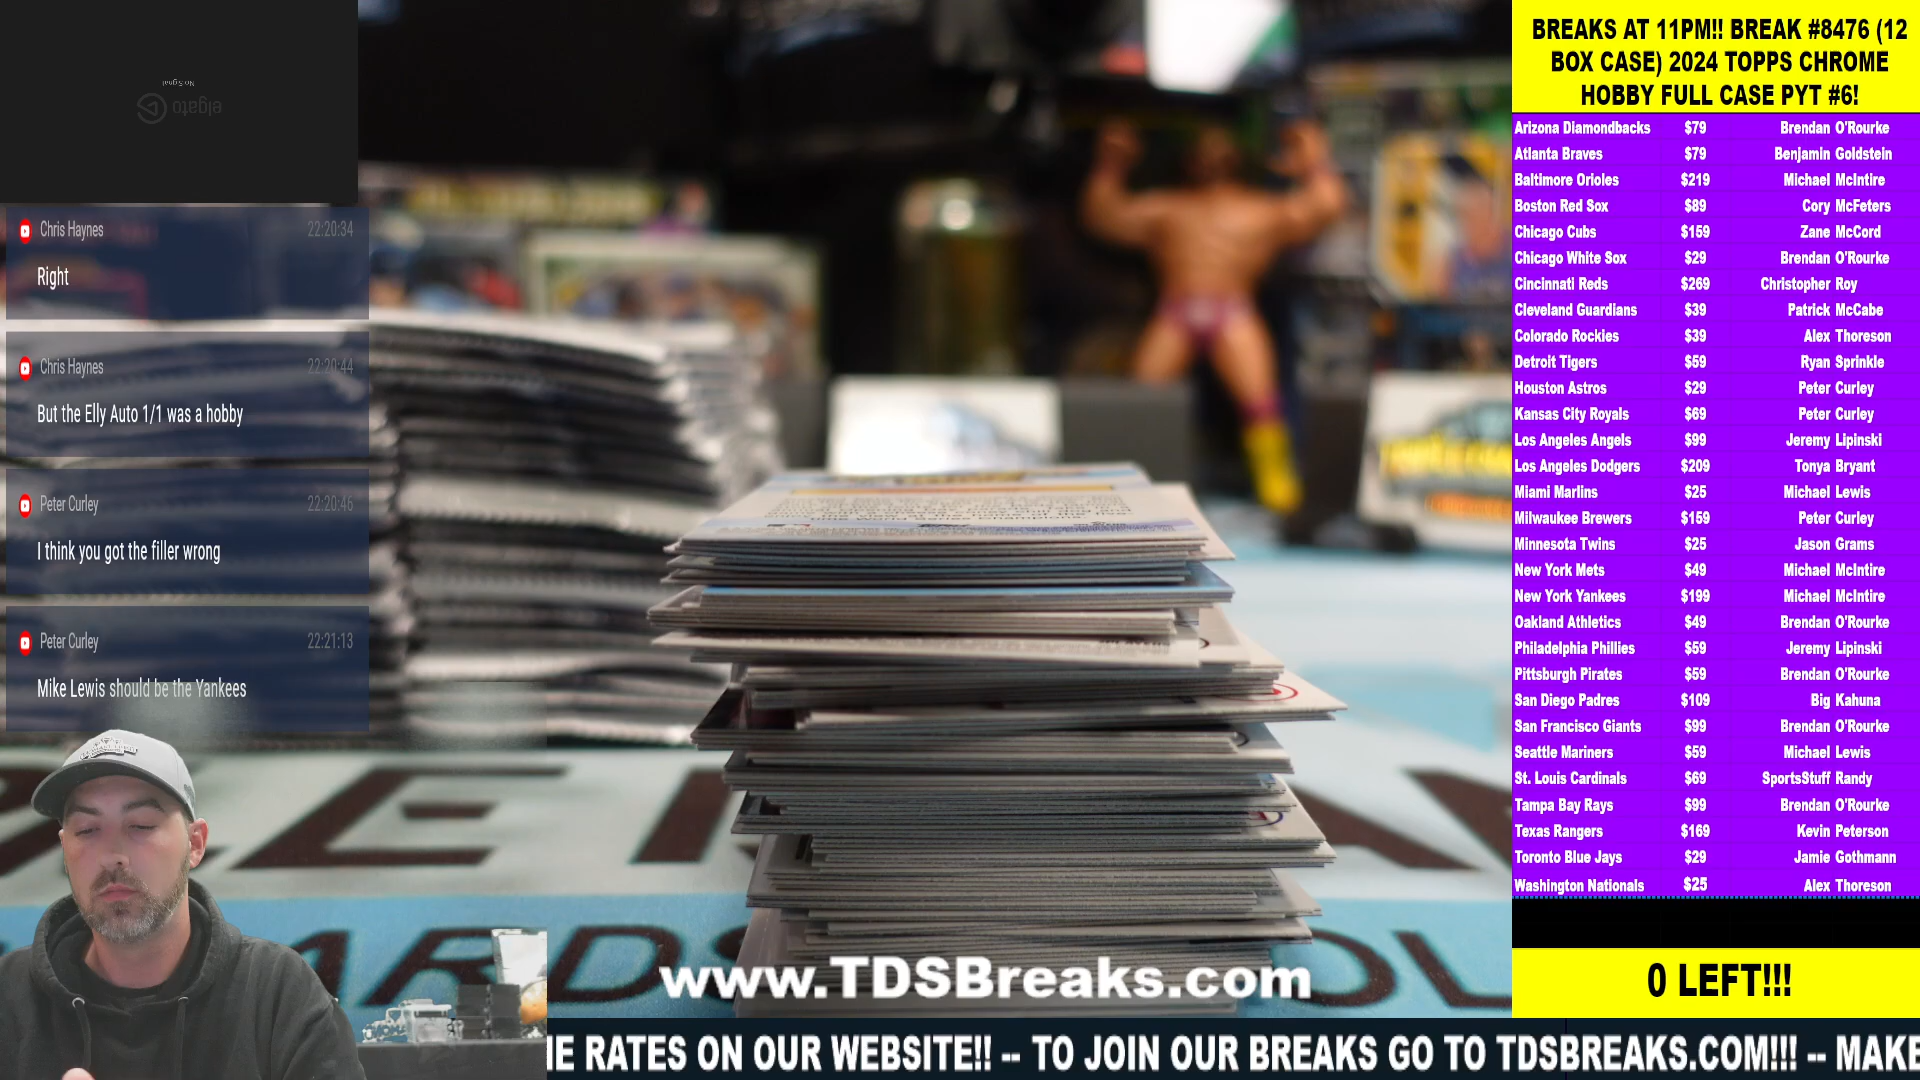 No Signal
elgato
Chris Haynes 22:20:34
Right
Chris Haynes 22:20:44
But the Elly Auto 1/1 was a hobby
Peter Curley 22:20:46
I think you got the filler wrong
Peter Curley 22:21:13
Mike Lewis should be the Yankees
BREAKS AT 11PM!! BREAK #8476 (12
BOX CASE) 2024 TOPPS CHROME
HOBBY FULL CASE PYT #6!
Arizona Diamondbacks $79 Brendan O'Rourke
Atlanta Braves $79 Benjamin Goldstein
Baltimore Orioles $219 Michael McIntire
Boston Red Sox $89 Cory McFeters
Chicago Cubs $159 Zane McCord
Chicago White Sox $29 Brendan O'Rourke
Cincinnati Reds $269 Christopher Roy
Cleveland Guardians $39 Patrick McCabe
Colorado Rockies $39 Alex Thoreson
Detroit Tigers $59 Ryan Sprinkle
Houston Astros $29 Peter Curley
Kansas City Royals $69 Peter Curley
Los Angeles Angels $99 Jeremy Lipinski
Los Angeles Dodgers $209 Tonya Bryant
Miami Marlins $25 Michael Lewis
Milwaukee Brewers $159 Peter Curley
Minnesota Twins $25 Jason Grams
New York Mets $49 Michael McIntire
New York Yankees $199 Michael McIntire
Oakland Athletics $49 Brendan O'Rourke
Philadelphia Phillies $59 Jeremy Lipinski
Pittsburgh Pirates $59 Brendan O'Rourke
San Diego Padres $109 Big Kahuna
San Francisco Giants $99 Brendan O'Rourke
Seattle Mariners $59 Michael Lewis
St. Louis Cardinals $69 SportsStuff Randy
Tampa Bay Rays $99 Brendan O'Rourke
Texas Rangers $169 Kevin Peterson
Toronto Blue Jays $29 Jamie Gothmann
Washington Nationals $25 Alex Thoreson
0 LEFT!!!
www.TDSBreaks.com
RATES ON OUR WEBSITE!! -- TO JOIN OUR BREAKS GO TO TDSBREAKS.COM!!! -- MAKE